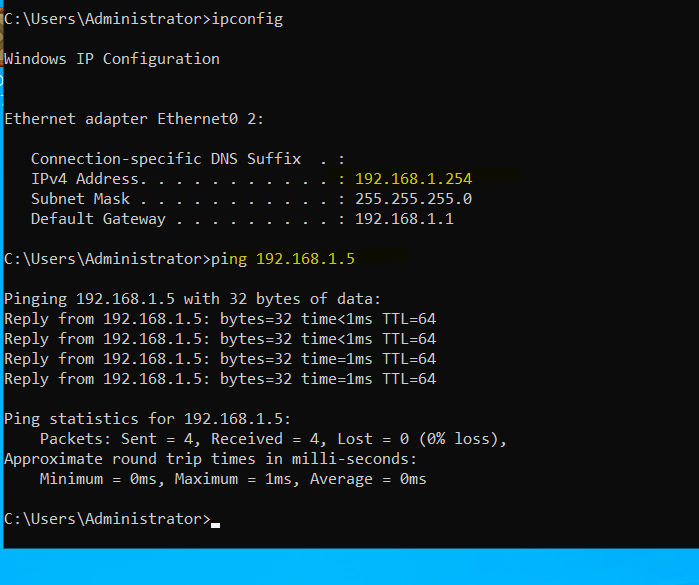 C:\Users\Administrator>ipconfig
Windows IP Configuration
Ethernet adapter Ethernet0 2:
Connection-specific DNS Suffix  . :
IPv4 Address. . . . . . . . . . . : 192.168.1.254
Subnet Mask . . . . . . . . . . . : 255.255.255.0
Default Gateway . . . . . . . . . : 192.168.1.1
C:\Users\Administrator>ping 192.168.1.5
Pinging 192.168.1.5 with 32 bytes of data:
Reply from 192.168.1.5: bytes=32 time<1ms TTL=64
Reply from 192.168.1.5: bytes=32 time<1ms TTL=64
Reply from 192.168.1.5: bytes=32 time=1ms TTL=64
Reply from 192.168.1.5: bytes=32 time=1ms TTL=64
Ping statistics for 192.168.1.5:
Packets: Sent = 4, Received = 4, Lost = 0 (0% loss),
Approximate round trip times in milli-seconds:
Minimum = 0ms, Maximum = 1ms, Average = 0ms
C:\Users\Administrator>